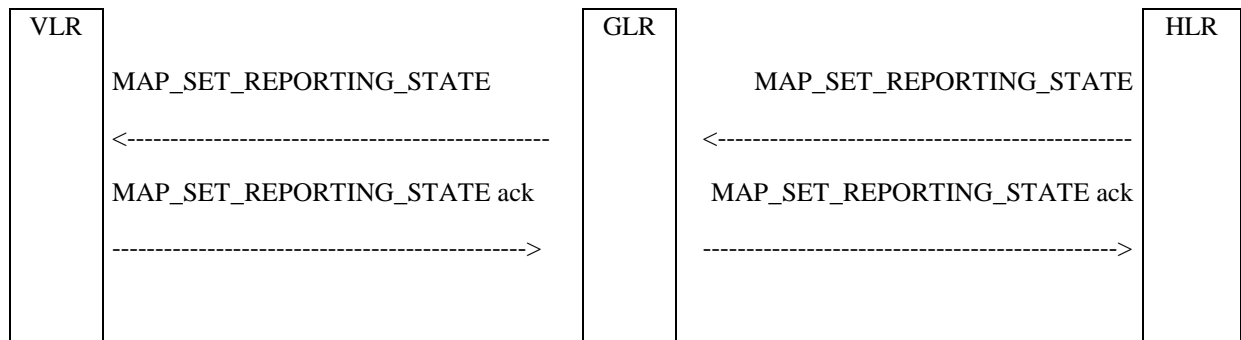 VLR GLR HLR
MAP_SET_REPORTING_STATE MAP_SET_REPORTING_STATE
<----------------------------------------------- <-----------------------------------------------
MAP_SET_REPORTING_STATE ack MAP_SET_REPORTING_STATE ack
-----------------------------------------------> ----------------------------------------------->